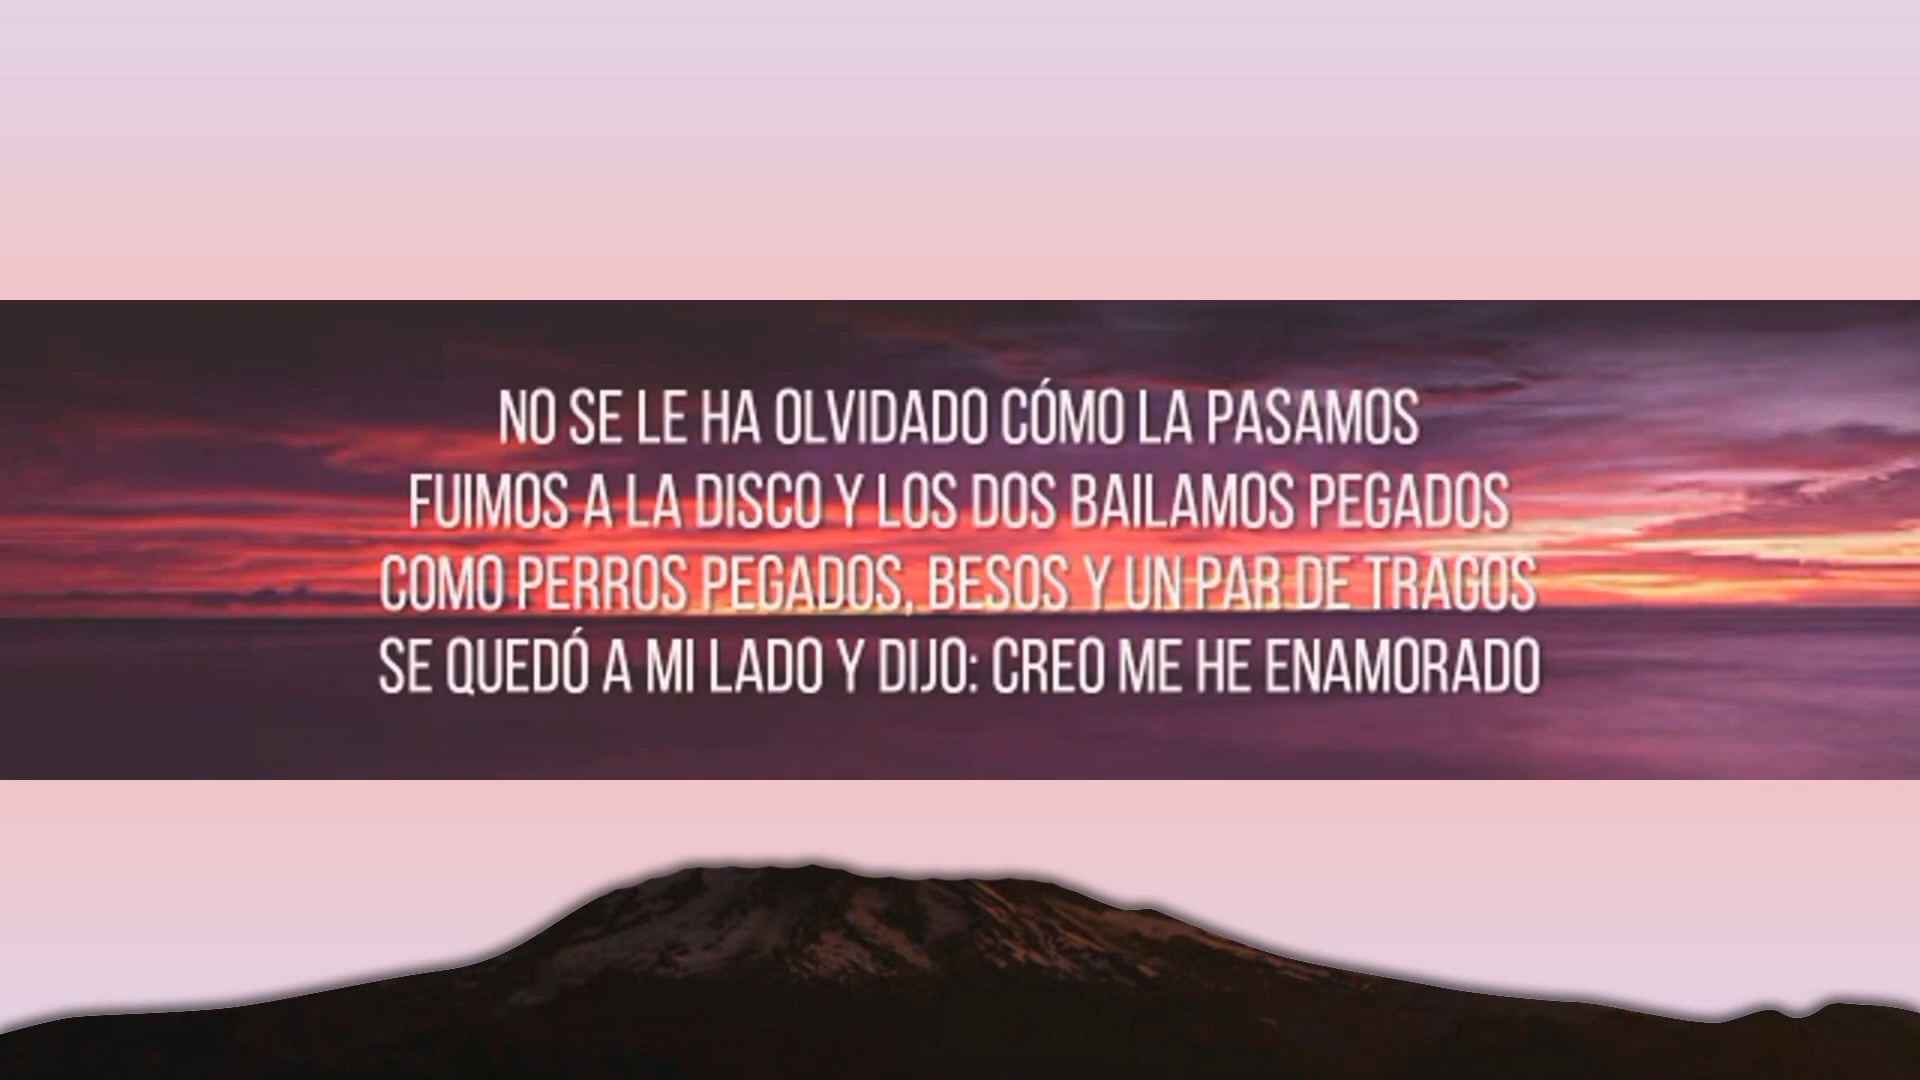 NO SE LE HA OLVIDADO CÓMO LA PASAMOS
FUIMOS A LA DISCO Y LOS DOS BAILAMOS PEGADOS
COMO PERROS PEGADOS, BESOS Y UN PAR DE TRAGOS
SE QUEDÓ A MI LADO Y DIJO: CREO ME HE ENAMORADO